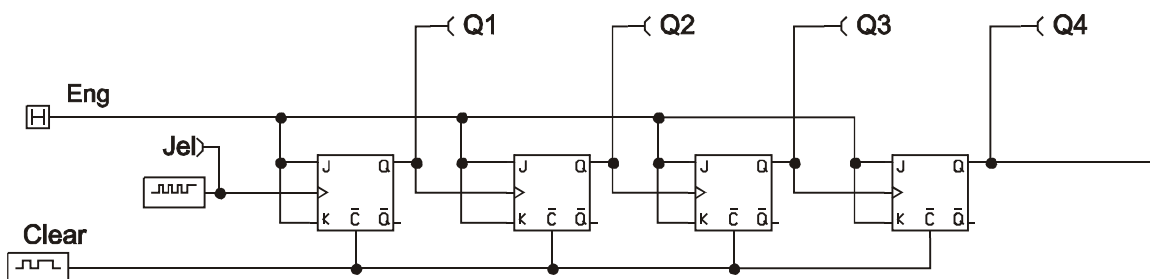 Q1 Q2 Q3 Q4
Eng
H
Jel
J Q J Q J Q J Q
K C̄ Q̄ K C̄ Q̄ K C̄ Q̄ K C̄ Q̄
Clear